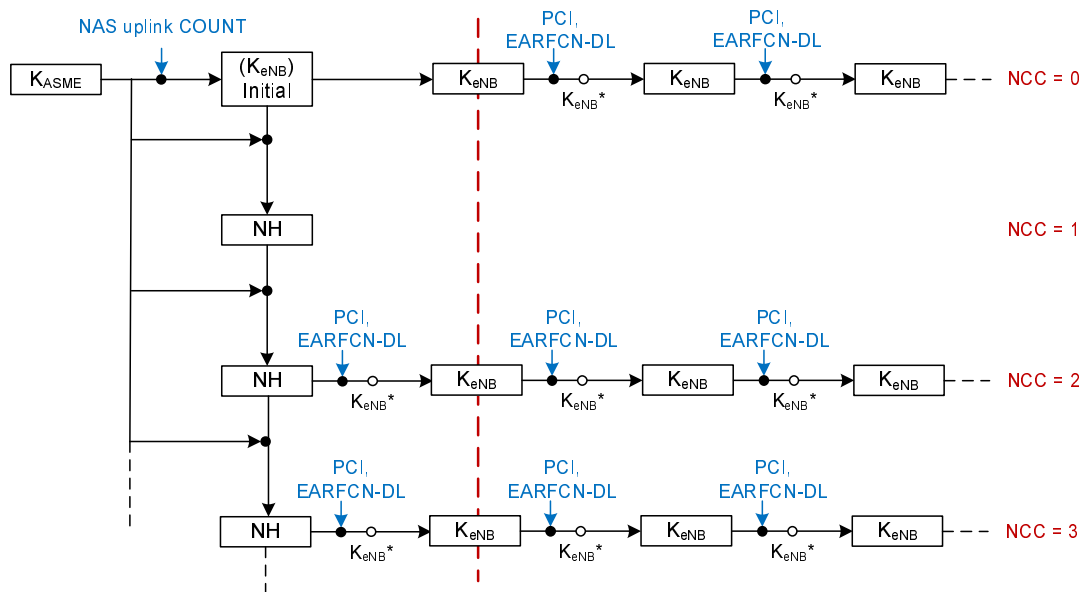 NAS uplink COUNT
PCI,
EARFCN-DL
PCI,
EARFCN-DL
KASME
(KeNB)
Initial
KeNB
KeNB*
KeNB
KeNB*
KeNB
NCC = 0
NH
NCC = 1
PCI,
EARFCN-DL
PCI,
EARFCN-DL
PCI,
EARFCN-DL
NH
KeNB*
KeNB
KeNB*
KeNB
KeNB*
KeNB
NCC = 2
PCI,
EARFCN-DL
PCI,
EARFCN-DL
PCI,
EARFCN-DL
NH
KeNB*
KeNB
KeNB*
KeNB
KeNB*
KeNB
NCC = 3